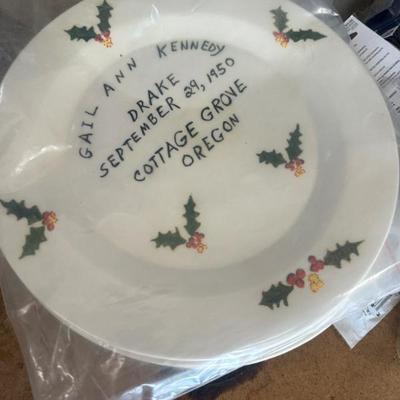 GAIL ANN KENNEDY
DRAKE
SEPTEMBER 29, 1950
COTTAGE GROVE
OREGON